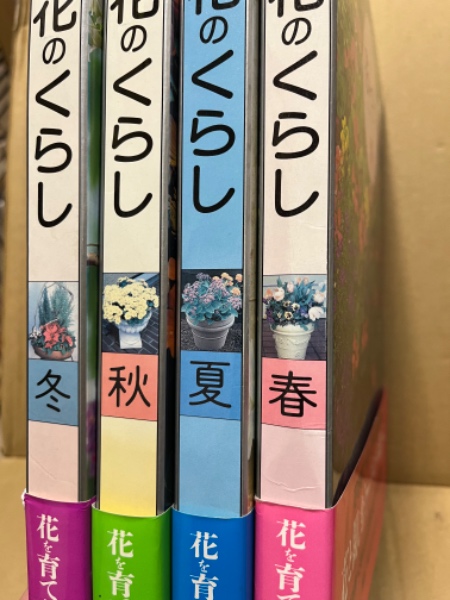 花のくらし
春
花を育て
花のくらし
夏
花を育
花のくらし
秋
花を育
花のくらし
冬
花を育て